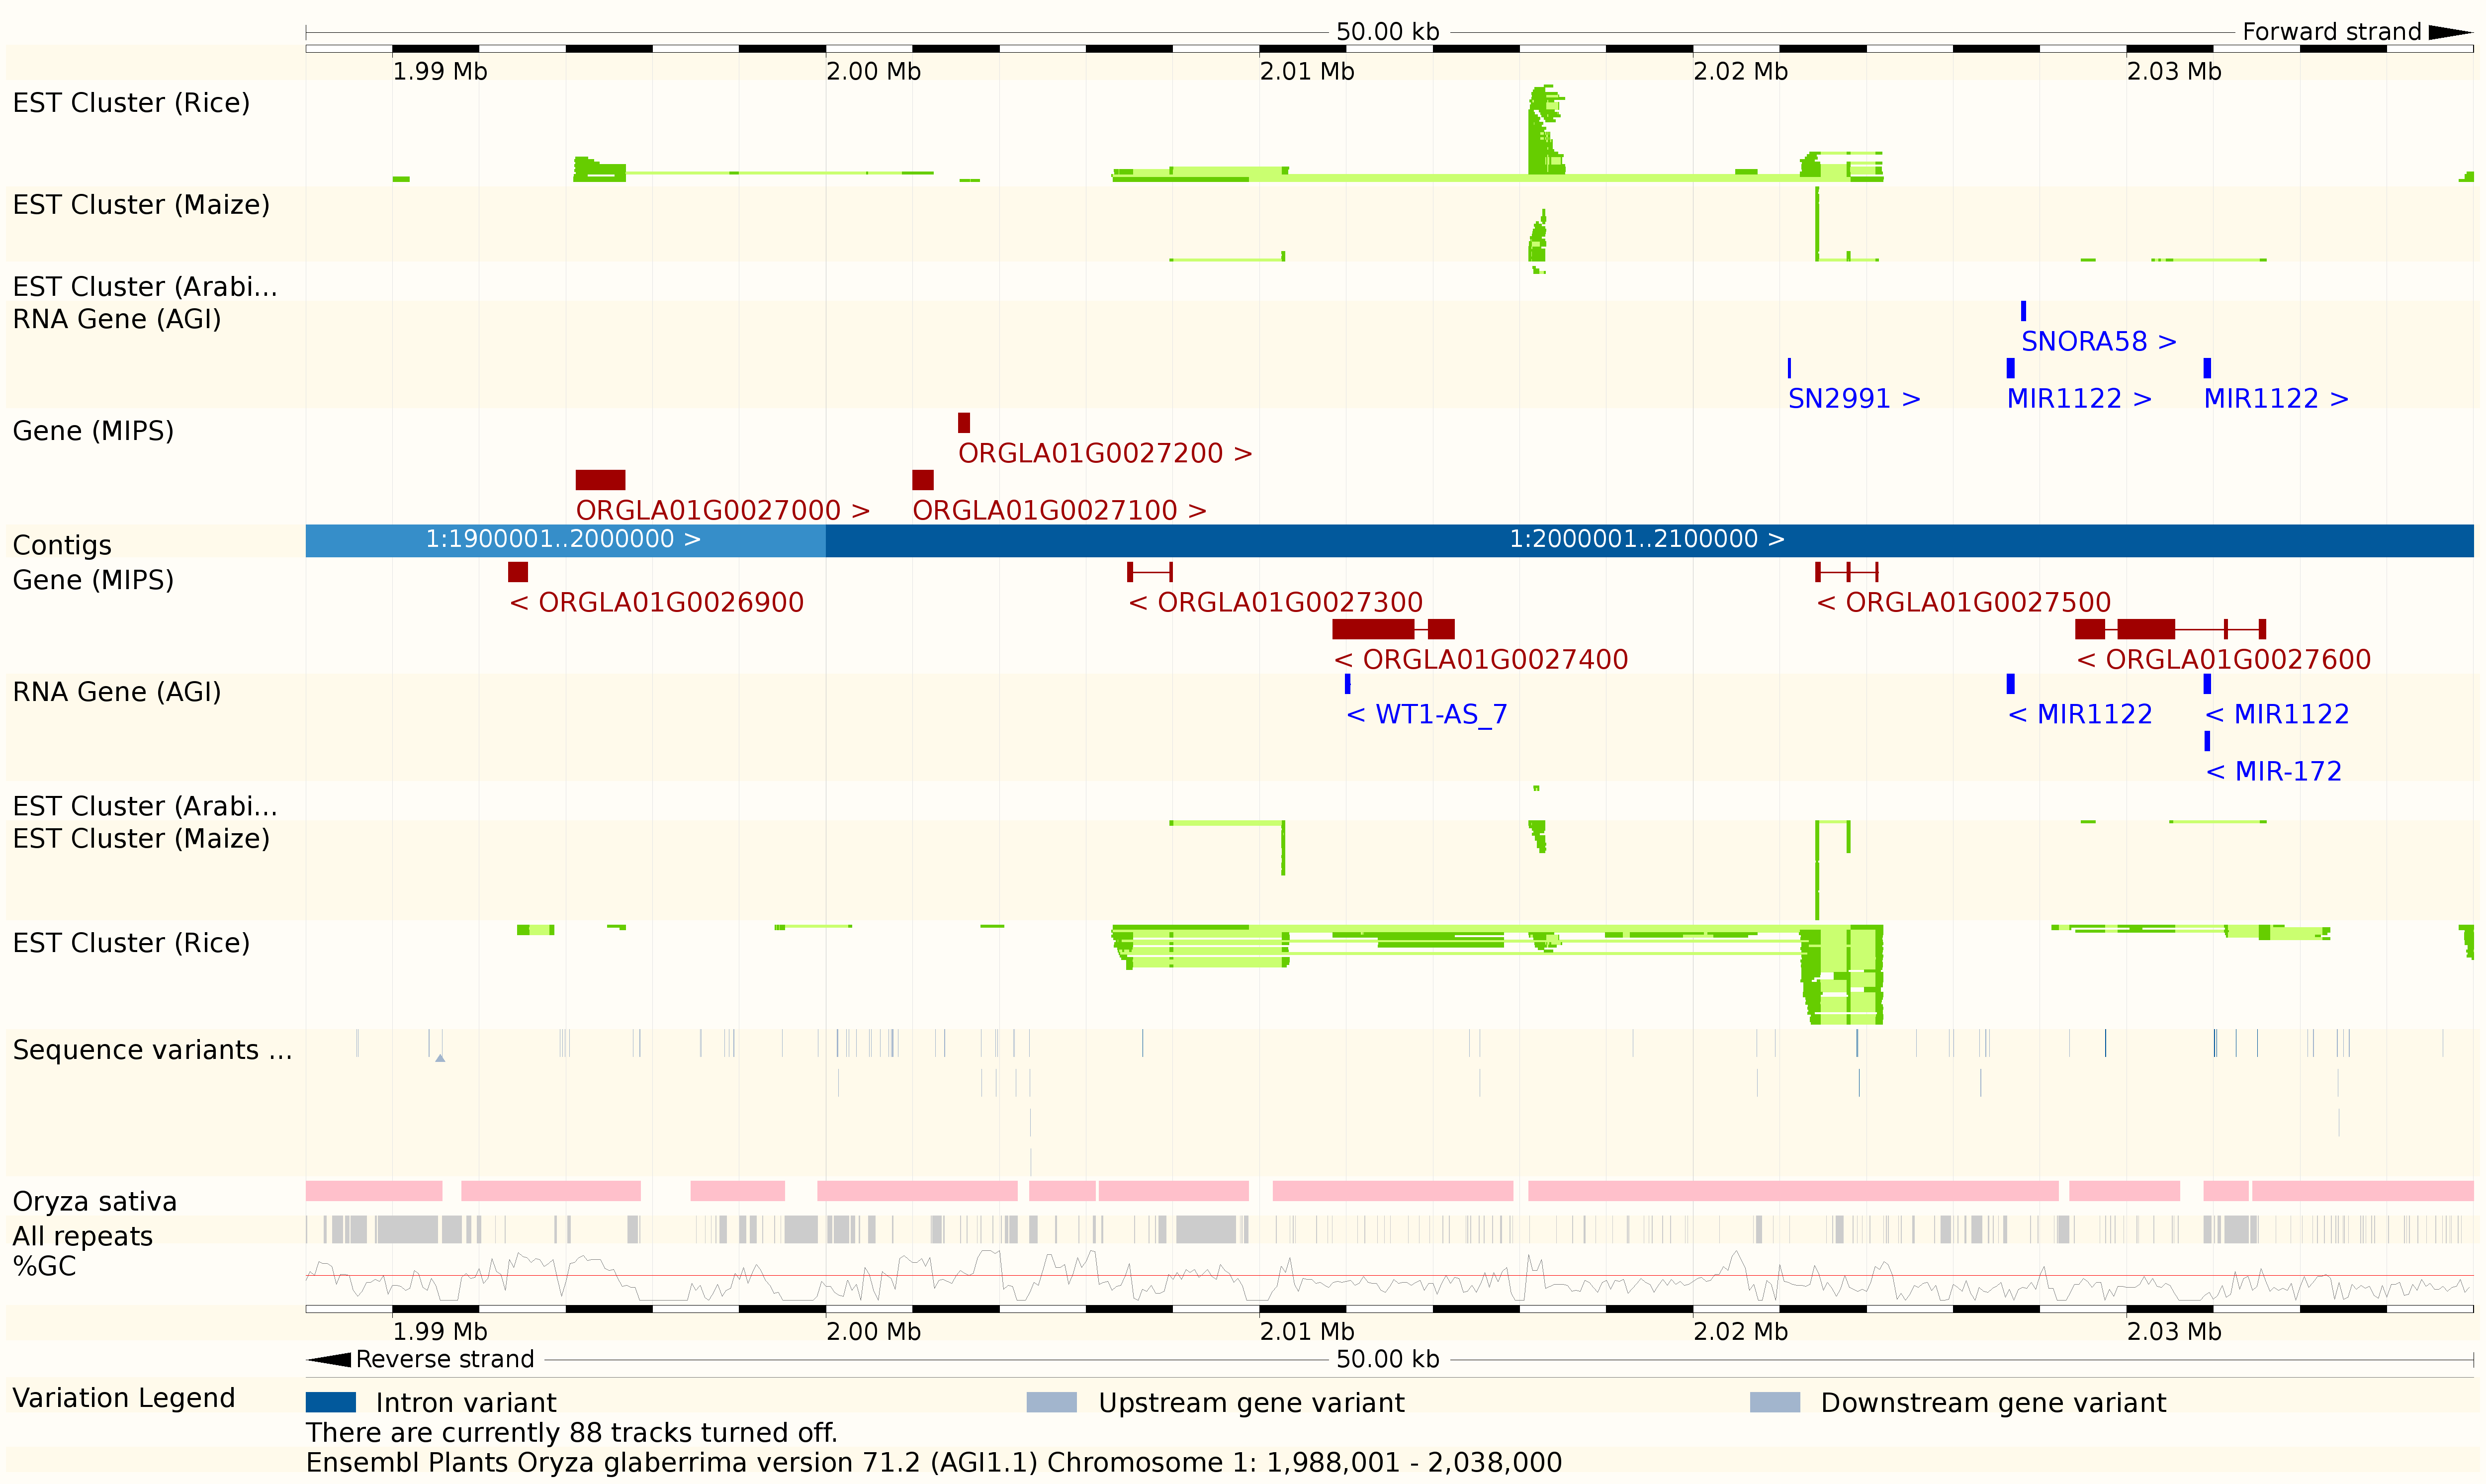 50.00 kb Forward strand
1.99 Mb 2.00 Mb 2.01 Mb 2.02 Mb 2.03 Mb
EST Cluster (Rice)
EST Cluster (Maize)
EST Cluster (Arabi...
RNA Gene (AGI)
SNORA58 >
SN2991 > MIR1122 > MIR1122 >
Gene (MIPS)
ORGLA01G0027200 >
ORGLA01G0027000 > ORGLA01G0027100 >
Contigs 1:1900001..2000000 > 1:2000001..2100000 >
Gene (MIPS)
< ORGLA01G0026900 < ORGLA01G0027300 < ORGLA01G0027500
< ORGLA01G0027400 < ORGLA01G0027600
RNA Gene (AGI)
< WT1-AS_7 < MIR1122 < MIR1122
< MIR-172
EST Cluster (Arabi...
EST Cluster (Maize)
EST Cluster (Rice)
Sequence variants ...
Oryza sativa
All repeats
%GC
1.99 Mb 2.00 Mb 2.01 Mb 2.02 Mb 2.03 Mb
Reverse strand 50.00 kb
Variation Legend Intron variant Upstream gene variant Downstream gene variant
There are currently 88 tracks turned off.
Ensembl Plants Oryza glaberrima version 71.2 (AGI1.1) Chromosome 1: 1,988,001 - 2,038,000